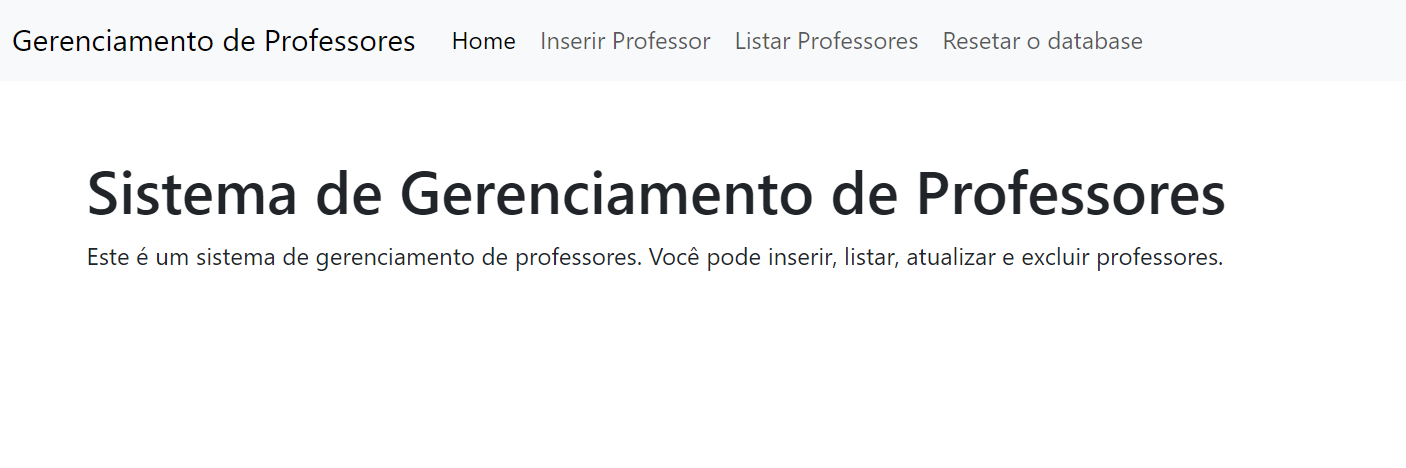 Gerenciamento de Professores Home Inserir Professor Listar Professores Resetar o database
Sistema de Gerenciamento de Professores
Este é um sistema de gerenciamento de professores. Você pode inserir, listar, atualizar e excluir professores.